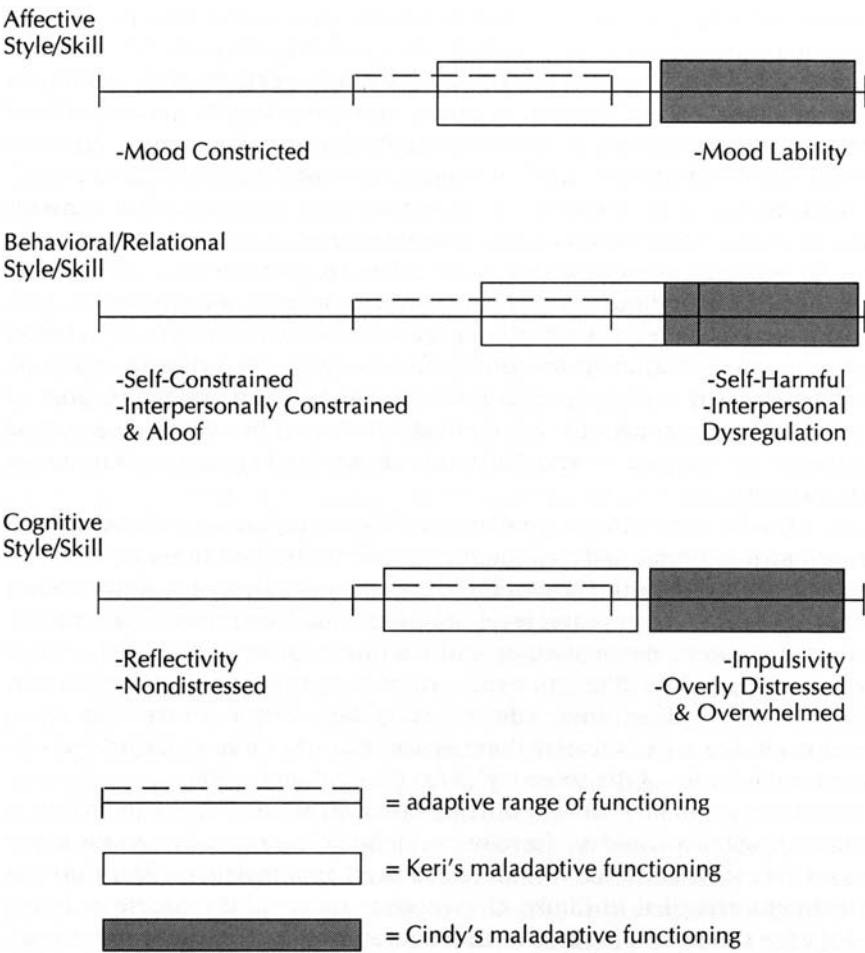 Affective
Style/Skill
-Mood Constricted
-Mood Lability
Behavioral/Relational
Style/Skill
-Self-Constrained
-Interpersonally Constrained
& Aloof
-Self-Harmful
-Interpersonal
Dysregulation
Cognitive
Style/Skill
-Reflectivity
-Nondistressed
-Impulsivity
-Overly Distressed
& Overwhelmed
= adaptive range of functioning
= Keri's maladaptive functioning
= Cindy's maladaptive functioning